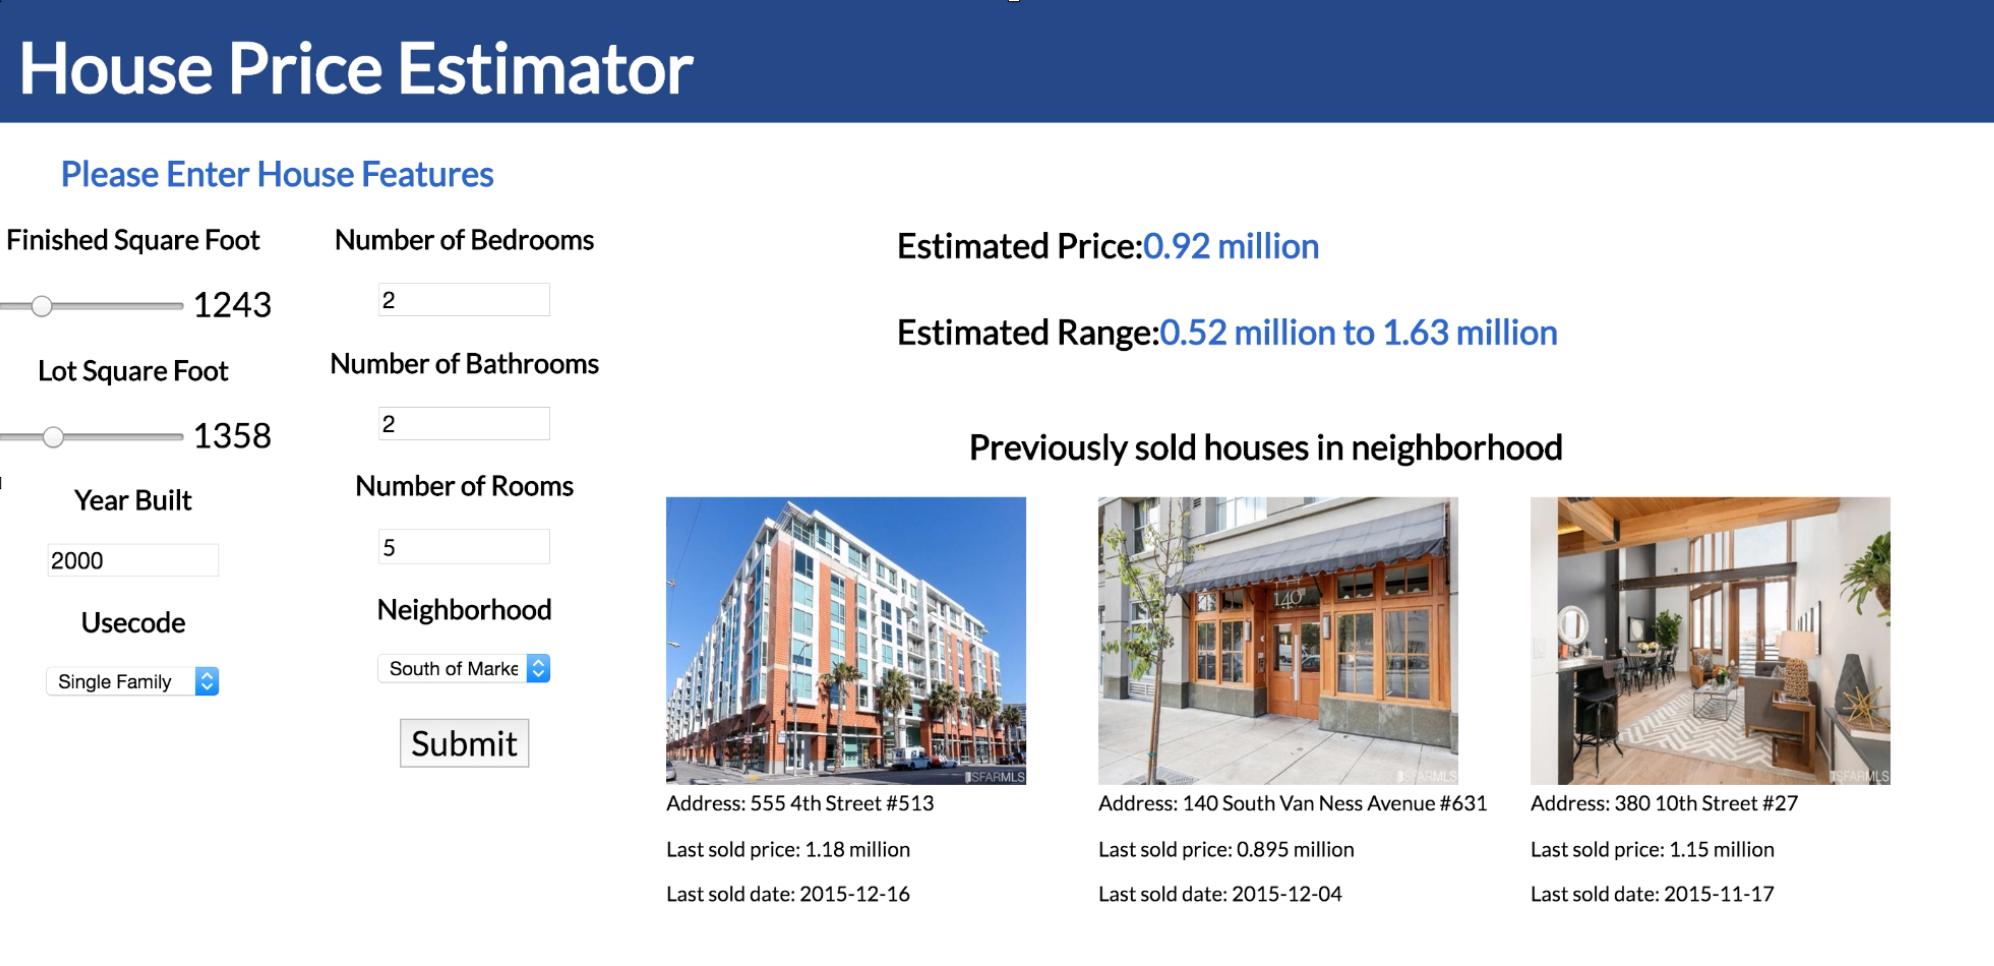 House Price Estimator
Please Enter House Features
Finished Square Foot
1243
Lot Square Foot
1358
Year Built
2000
Usecode
Single Family
Number of Bedrooms
2
Number of Bathrooms
2
Number of Rooms
5
Neighborhood
South of Marke
Submit
Estimated Price:0.92 million
Estimated Range:0.52 million to 1.63 million
Previously sold houses in neighborhood
SFARMLS
Address: 555 4th Street #513
Last sold price: 1.18 million
Last sold date: 2015-12-16
140
SFARMLS
Address: 140 South Van Ness Avenue #631
Last sold price: 0.895 million
Last sold date: 2015-12-04
SFARMLS
Address: 380 10th Street #27
Last sold price: 1.15 million
Last sold date: 2015-11-17